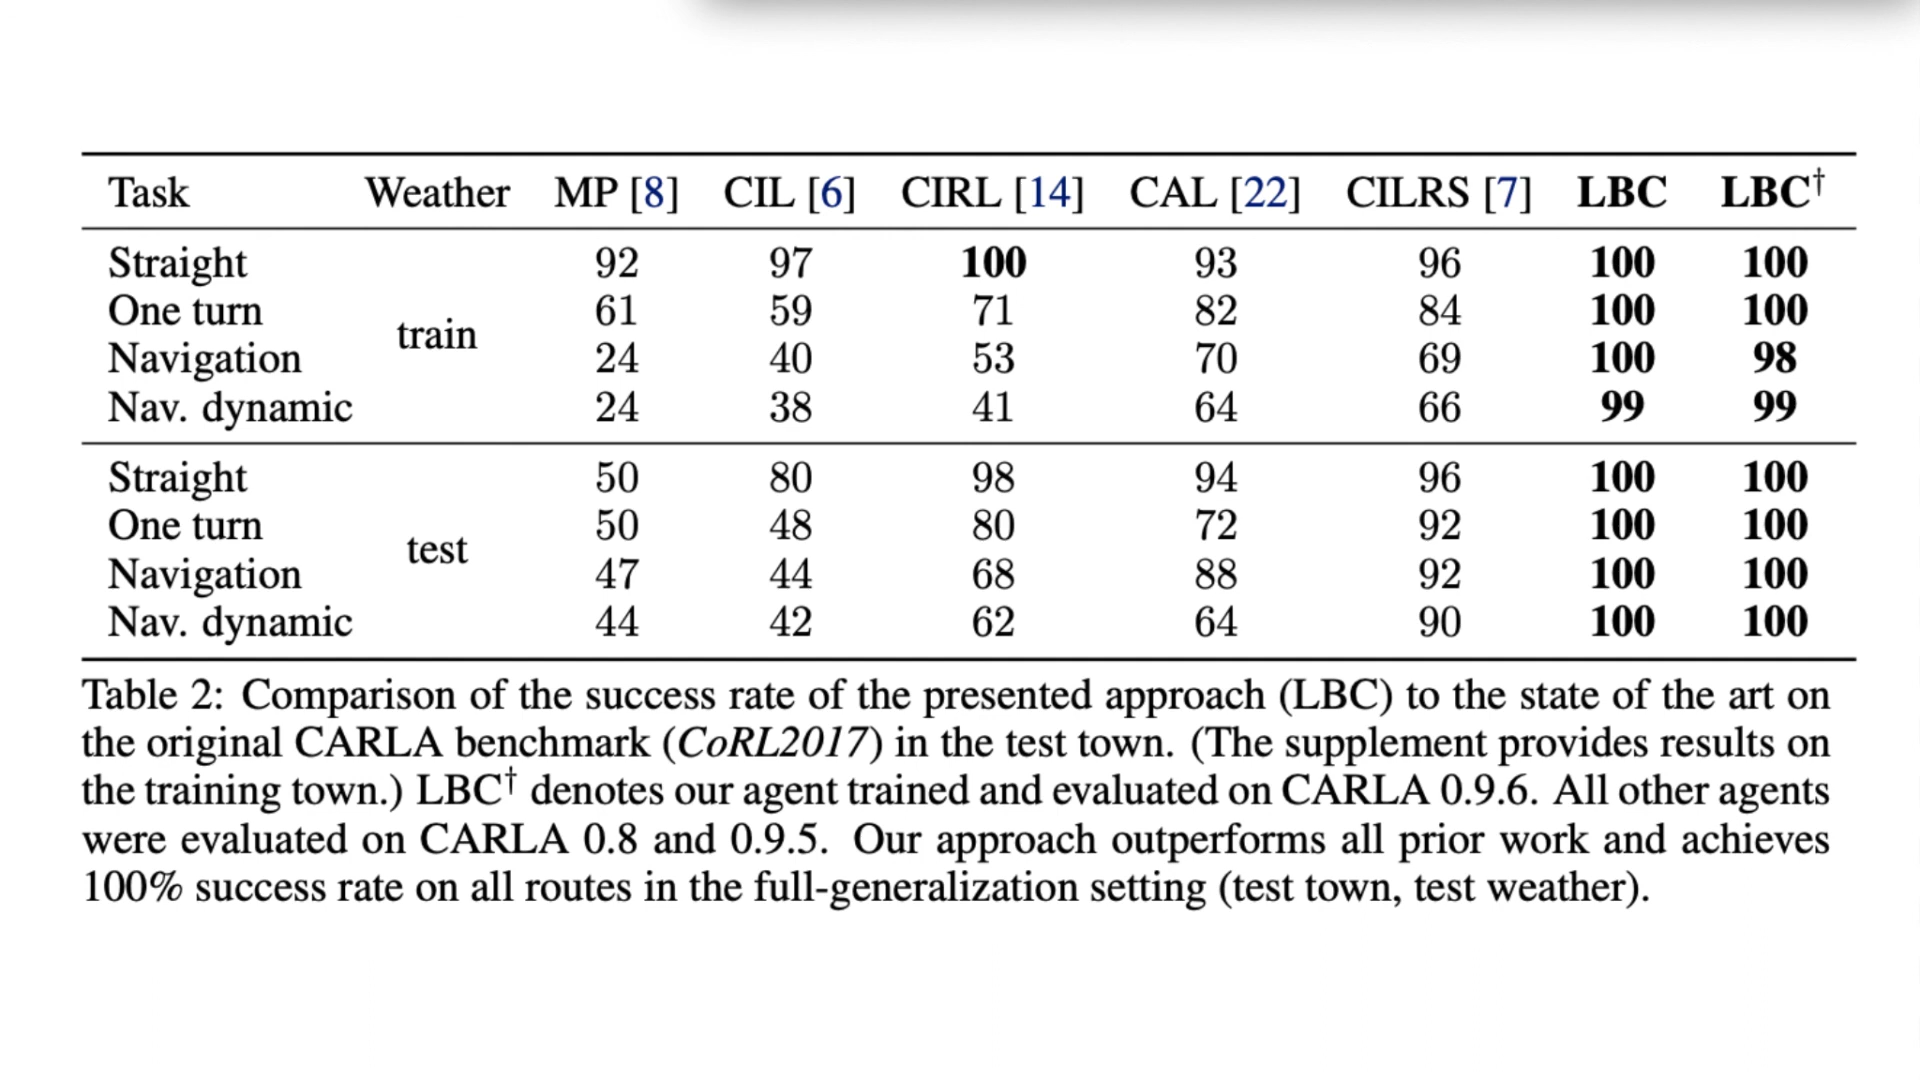 Task Weather MP [8] CIL [6] CIRL [14] CAL [22] CILRS [7] LBC LBC†
Straight 92 97 100 93 96 100 100
One turn 61 59 71 82 84 100 100
train
Navigation 24 40 53 70 69 100 98
Nav. dynamic 24 38 41 64 66 99 99
Straight 50 80 98 94 96 100 100
One turn 50 48 80 72 92 100 100
test
Navigation 47 44 68 88 92 100 100
Nav. dynamic 44 42 62 64 90 100 100
Table 2: Comparison of the success rate of the presented approach (LBC) to the state of the art on
the original CARLA benchmark (CoRL2017) in the test town. (The supplement provides results on
the training town.) LBC† denotes our agent trained and evaluated on CARLA 0.9.6. All other agents
were evaluated on CARLA 0.8 and 0.9.5. Our approach outperforms all prior work and achieves
100% success rate on all routes in the full-generalization setting (test town, test weather).